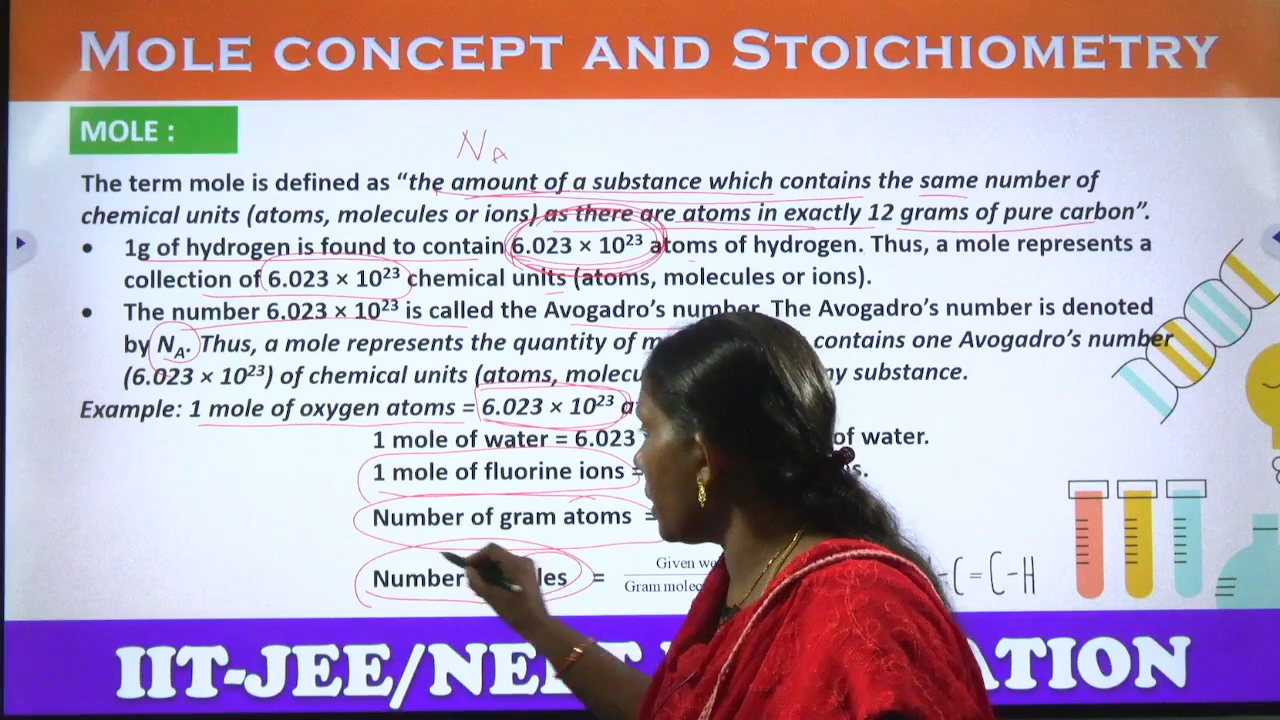 MOLE CONCEPT AND STOICHIOMETRY
MOLE :
NA
The term mole is defined as “the amount of a substance which contains the same number of
chemical units (atoms, molecules or ions) as there are atoms in exactly 12 grams of pure carbon”.
• 1g of hydrogen is found to contain 6.023 × 10²³ atoms of hydrogen. Thus, a mole represents a
collection of 6.023 × 10²³ chemical units (atoms, molecules or ions).
• The number 6.023 × 10²³ is called the Avogadro’s number. The Avogadro’s number is denoted
by NA. Thus, a mole represents the quantity of contains one Avogadro’s number
(6.023 × 10²³) of chemical units (atoms, substance.
Example: 1 mole of oxygen atoms = 6.023 × 10²³
1 mole of water = 6.023 of water.
1 mole of fluorine ions =
Number of gram atoms =
Number =
Given
Gram
C=C-H
IIT-JEE/